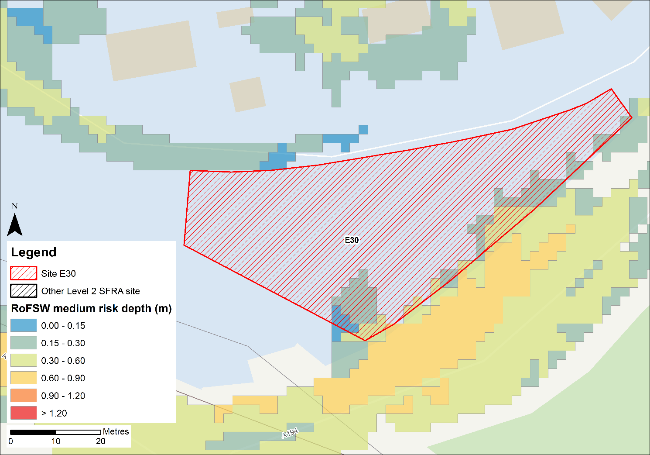 E30
N
Legend
Site E30
Other Level 2 SFRA site
RoFSW medium risk depth (m)
0.00 - 0.15
0.15 - 0.30
0.30 - 0.60
0.60 - 0.90
0.90 - 1.20
> 1.20
Metres
0 10 20